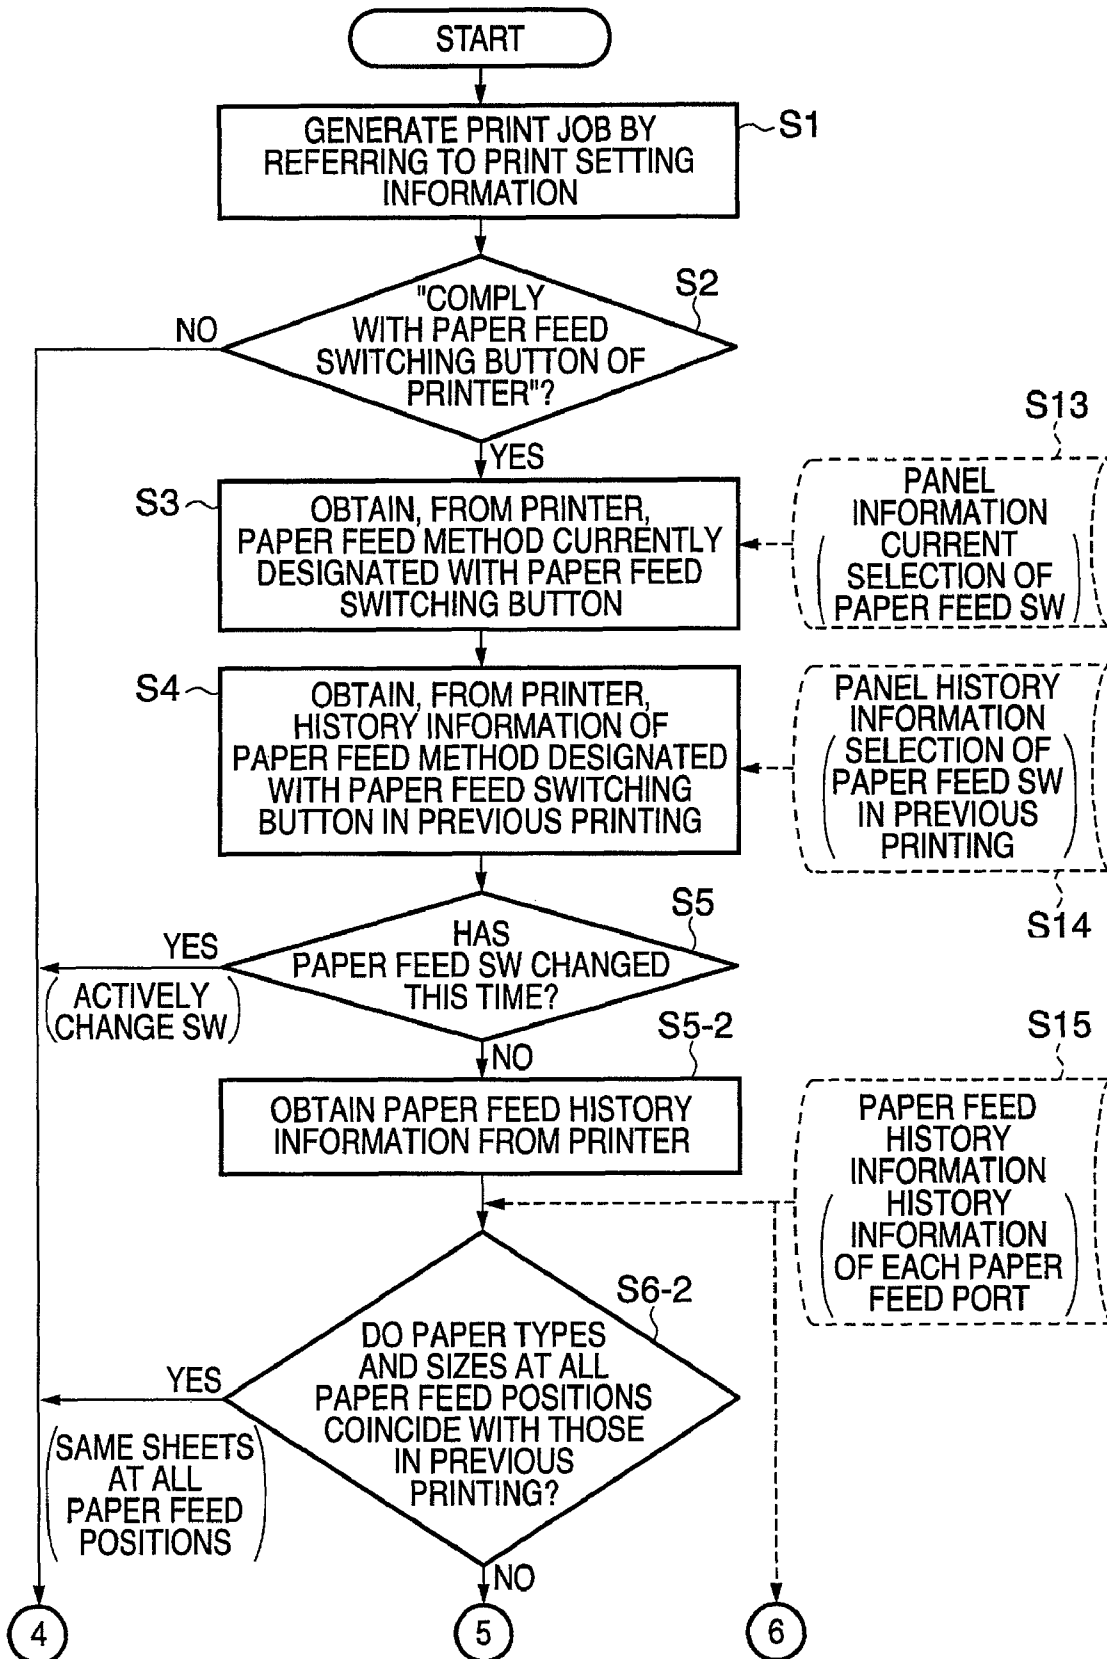 START
GENERATE PRINT JOB BY
REFERRING TO PRINT SETTING
INFORMATION
S1
"COMPLY
WITH PAPER FEED
SWITCHING BUTTON OF
PRINTER"?
S2
NO
YES
S3
OBTAIN, FROM PRINTER,
PAPER FEED METHOD CURRENTLY
DESIGNATED WITH PAPER FEED
SWITCHING BUTTON
S13
PANEL
INFORMATION
(CURRENT
SELECTION OF
PAPER FEED SW)
S4
OBTAIN, FROM PRINTER,
HISTORY INFORMATION OF
PAPER FEED METHOD DESIGNATED
WITH PAPER FEED SWITCHING
BUTTON IN PREVIOUS PRINTING
PANEL HISTORY
INFORMATION
(SELECTION OF
PAPER FEED SW
IN PREVIOUS
PRINTING)
S14
S5
HAS
PAPER FEED SW CHANGED
THIS TIME?
YES
(ACTIVELY
CHANGE SW)
NO
S5-2
OBTAIN PAPER FEED HISTORY
INFORMATION FROM PRINTER
S15
PAPER FEED
HISTORY
INFORMATION
(HISTORY
INFORMATION
OF EACH PAPER
FEED PORT)
S6-2
DO PAPER TYPES
AND SIZES AT ALL
PAPER FEED POSITIONS
COINCIDE WITH THOSE
IN PREVIOUS
PRINTING?
YES
(SAME SHEETS
AT ALL
PAPER FEED
POSITIONS)
NO
4
5
6